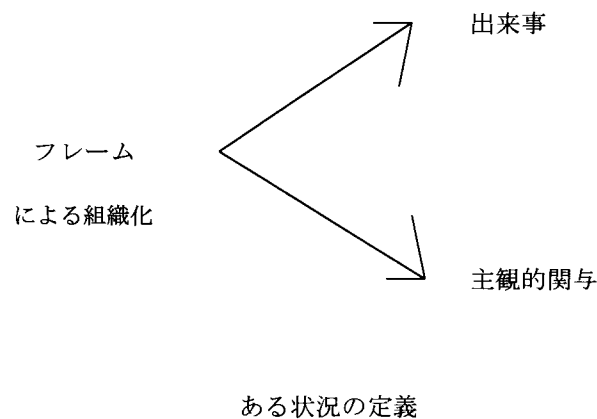 出来事
フレーム
による組織化
主観的関与
ある状況の定義